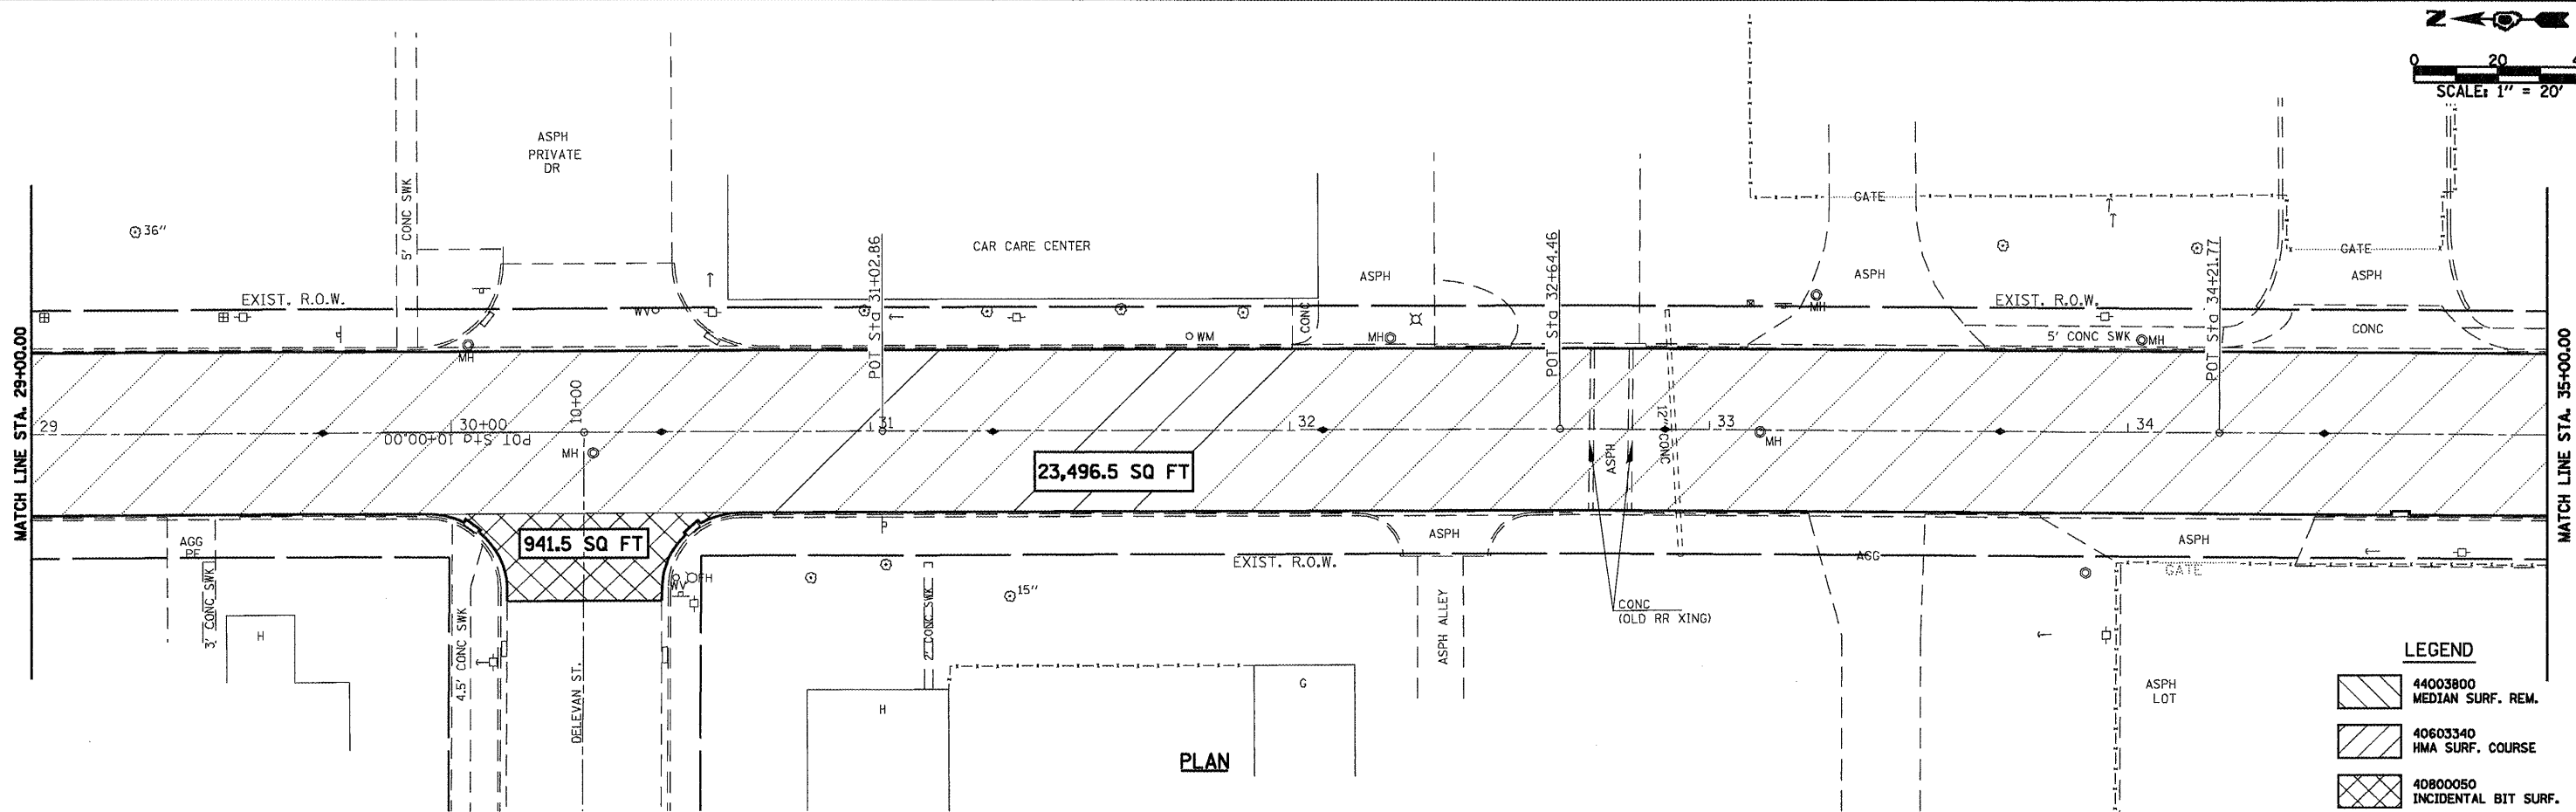 N
0 20 4
SCALE: 1" = 20'
MATCH LINE STA. 29+00.00
36"
EXIST. R.O.W.
5' CONC SWK
ASPH
PRIVATE
DR
MH
WV
CAR CARE CENTER
POT Sta 31+02.86
WM
CONC
ASPH
MH
POT Sta 32+64.46
GATE
ASPH
MH
EXIST. R.O.W.
5' CONC SWK
MH
POT Sta 34+21.77
GATE
ASPH
CONC
MATCH LINE STA. 35+00.00
29
30+00
POT Sta 10+00.00
10+00
MH
31
32
33
34
23,496.5 SQ FT
ASPH
12" CONC
MH
941.5 SQ FT
AGG
PE
3' CONC SWK
H
4.5' CONC SWK
DELEVAN ST.
WV
FH
2' CONC SWK
H
15"
EXIST. R.O.W.
ASPH
ASPH ALLEY
G
CONC
(OLD RR XING)
AGG
ASPH
GATE
ASPH
LOT
PLAN
LEGEND
44003800
MEDIAN SURF. REM.
40603340
HMA SURF. COURSE
40800050
INCIDENTAL BIT SURF.